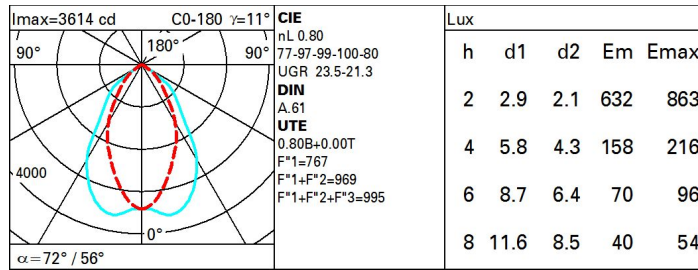 Imax=3614 cd C0-180 γ=11°
90° 180° 90°
4000
0°
α=72° / 56°
CIE
nL 0.80
77-97-99-100-80
UGR 23.5-21.3
DIN
A.61
UTE
0.80B+0.00T
F"1=767
F"1+F"2=969
F"1+F"2+F"3=995
Lux
h d1 d2 Em Emax
2 2.9 2.1 632 863
4 5.8 4.3 158 216
6 8.7 6.4 70 96
8 11.6 8.5 40 54